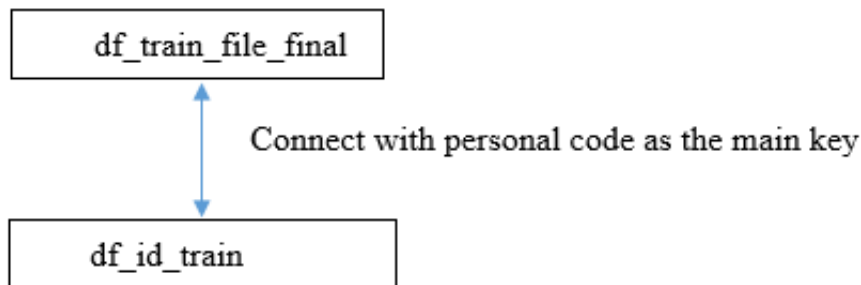 df_train_file_final
Connect with personal code as the main key
df_id_train